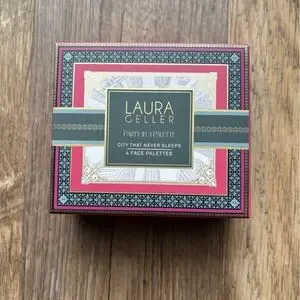 LAURA
GELLER
PARTY IN A PALETTE
CITY THAT NEVER SLEEPS
4 FACE PALETTES